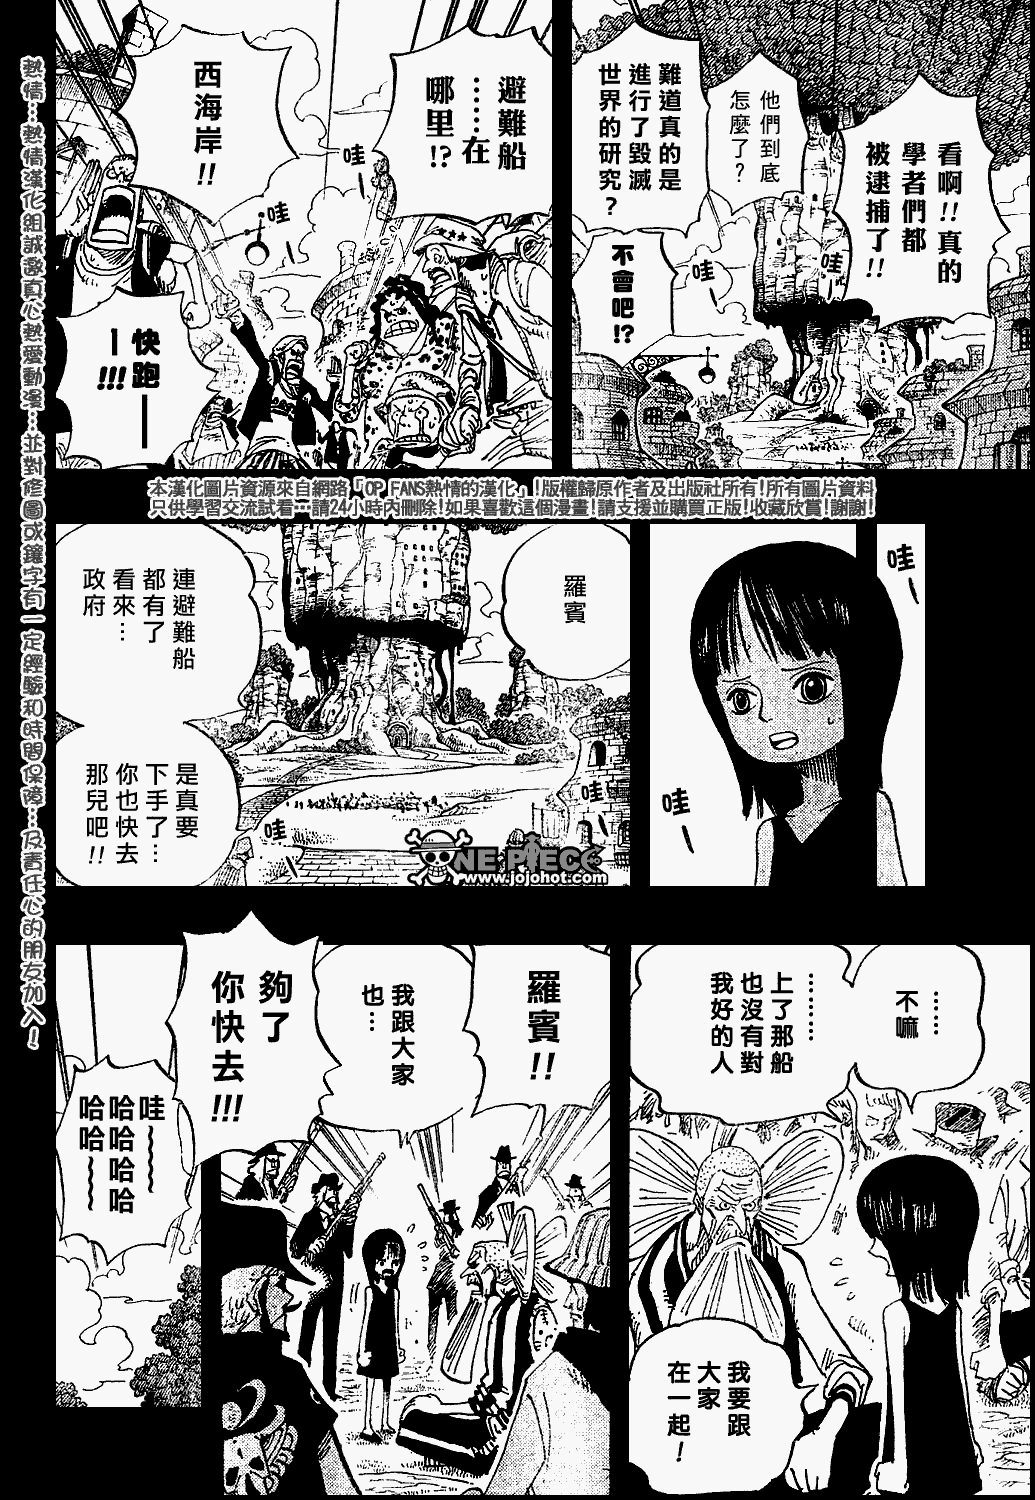 看啊!!真的
學者們都
被逮捕了!!
他們到底
怎麼了?
難道真的是
進行了毀滅
世界的研究?
不會吧!?
哇
哇
避難船
……在
哪里!?
西海岸!!
哇
哇
快跑
——!!!
本漢化圖片資源來自網路「OP FANS熱情的漢化」!版權歸原作者及出版社所有!所有圖片資料
只供學習交流試看…請24小時內刪除!如果喜歡這個漫畫!請支援並購買正版!收藏欣賞!謝謝!
哇
哇
羅賓
連避難船
都有了
看來…
政府
是真要
下手了…
你也快去
那兒吧!!
哇
哇
ONE PIECE
www.jojohot.com
……
不嘛
上了那船
也沒有對
我好的人
………
我要跟
大家
在一起!
羅賓!!
我跟大家
也…
夠了
你快去!!!
哇~~
哈哈哈哈
哈哈~~
熱情…熱情漢化組誠邀真心熱愛動漫…並對修圖或鑲字有一定經驗和時間保障…及責任心的朋友加入!